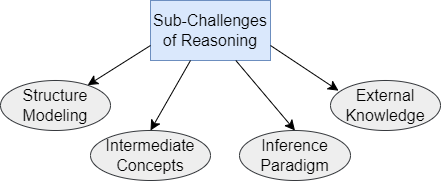 Sub-Challenges
of Reasoning
Structure
Modeling
Intermediate
Concepts
Inference
Paradigm
External
Knowledge